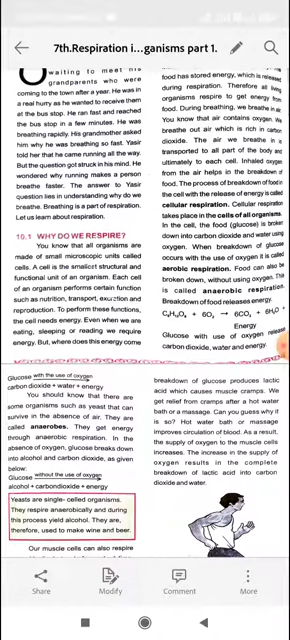 7th.Respiration i...ganisms part 1.
O waiting to meet his
grandparents who were
coming to the town after a year. He was in
a real hurry as he wanted to receive them
at the bus stop. He ran fast and reached
the bus stop in a few minutes. He was
breathing rapidly. His grandmother asked
him why he was breathing so fast. Yasir
told her that he came running all the way.
But the question got struck in his mind. He
wondered why running makes a person
breathe faster. The answer to Yasir
question lies in understanding why do we
breathe. Breathing is a part of respiration.
Let us learn about respiration.
10.1 WHY DO WE RESPIRE?
You know that all organisms are
made of small microscopic units called
cells. A cell is the smallest structural and
functional unit of an organism. Each cell
of an organism performs certain function
such as nutrition, transport, excretion and
reproduction. To perform these functions,
the cell needs energy. Even when we are
eating, sleeping or reading we require
energy. But, where does this energy come
food has stored energy, which is released
during respiration. Therefore all living
organisms respire to get energy from
food. During breathing, we breathe in air.
You know that air contains oxygen. We
breathe out air which is rich in carbon
dioxide. The air we breathe in is
transported to all part of the body and
ultimately to each cell. Inhaled oxygen
from the air helps in the breakdown of
food. The process of breakdown of food in
the cell with the release of energy is called
cellular respiration. Cellular respiration
takes place in the cells of all organisms.
In the cell, the food (glucose) is broken
down into carbon dioxide and water using
oxygen. When breakdown of glucose
occurs with the use of oxygen it is called
aerobic respiration. Food can also be
broken down, without using oxygen. This
is called anaerobic respiration.
Breakdown of food releases energy.
C₆H₁₂O₆ + 6O₂ → 6CO₂ + 6H₂O +
Energy
Glucose with use of oxygen release
carbon dioxide, water and energy.
Glucose with the use of oxygen
carbon dioxide + water + energy
You should know that there are
some organisms such as yeast that can
survive in the absence of air. They are
called anaerobes. They get energy
through anaerobic respiration. In the
absence of oxygen, glucose breaks down
into alcohol and carbon dioxide, as given
below:
Glucose without the use of oxygen
alcohol + carbondioxide + energy
Yeasts are single- celled organisms.
They respire anaerobically and during
this process yield alcohol. They are,
therefore, used to make wine and beer.
Our muscle cells can also respire
breakdown of glucose produces lactic
acid which causes muscle cramps. We
get relief from cramps after a hot water
bath or a massage. Can you guess why it
is so? Hot water bath or massage
improves circulation of blood. As a result,
the supply of oxygen to the muscle cells
increases. The increase in the supply of
oxygen results in the complete
breakdown of lactic acid into carbon
dioxide and water.
Share
Modify
Comment
More